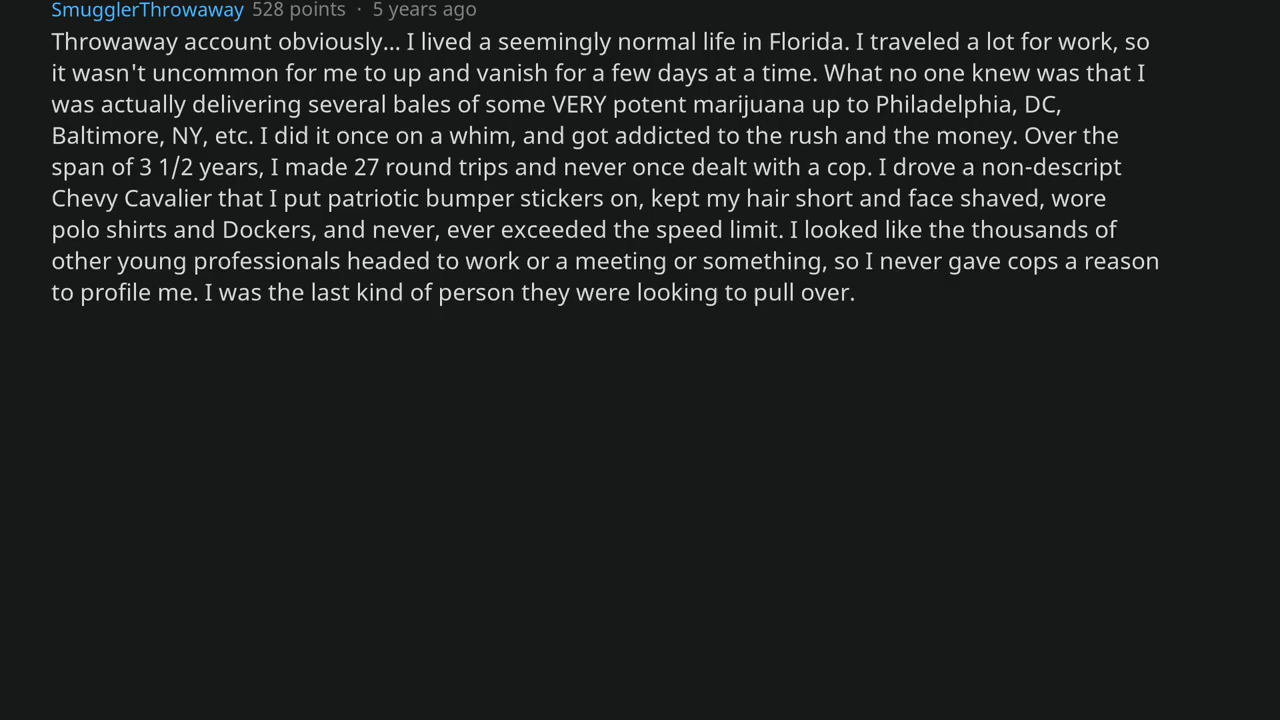 SmugglerThrowaway 528 points · 5 years ago
Throwaway account obviously... I lived a seemingly normal life in Florida. I traveled a lot for work, so
it wasn't uncommon for me to up and vanish for a few days at a time. What no one knew was that I
was actually delivering several bales of some VERY potent marijuana up to Philadelphia, DC,
Baltimore, NY, etc. I did it once on a whim, and got addicted to the rush and the money. Over the
span of 3 1/2 years, I made 27 round trips and never once dealt with a cop. I drove a non-descript
Chevy Cavalier that I put patriotic bumper stickers on, kept my hair short and face shaved, wore
polo shirts and Dockers, and never, ever exceeded the speed limit. I looked like the thousands of
other young professionals headed to work or a meeting or something, so I never gave cops a reason
to profile me. I was the last kind of person they were looking to pull over.